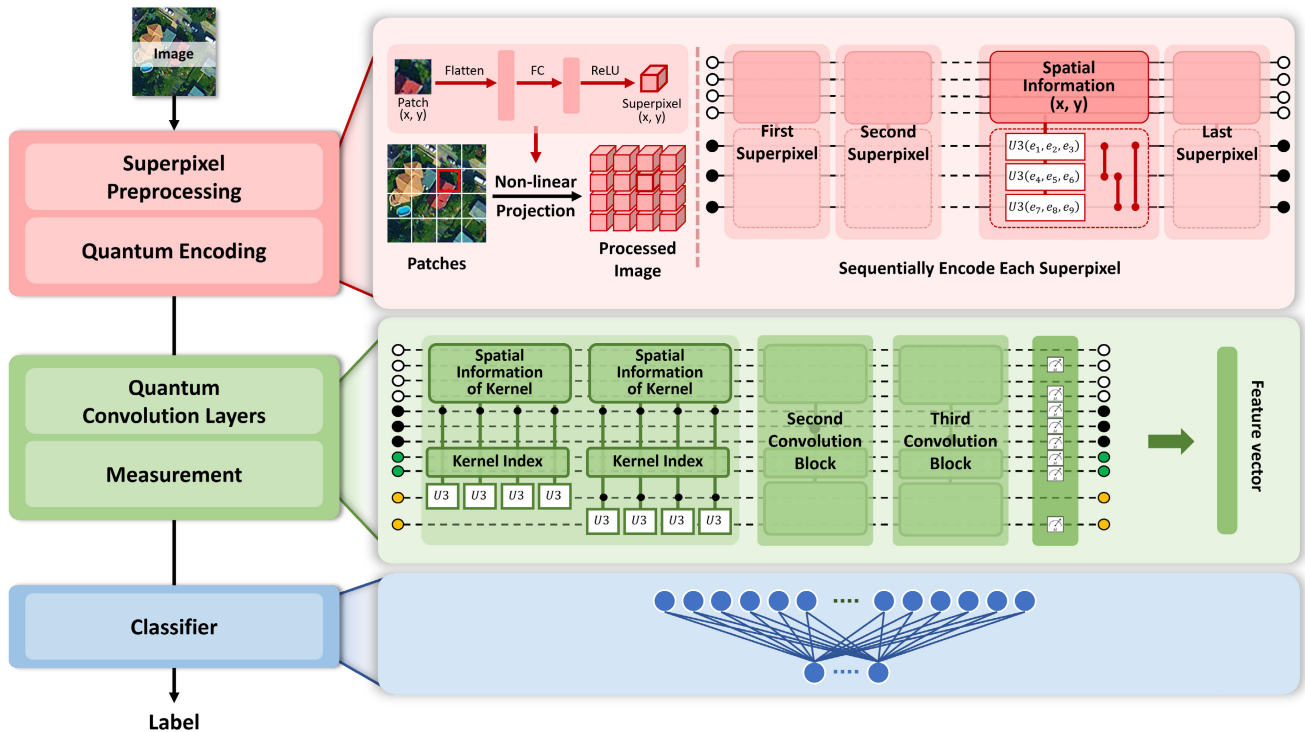 Image
Superpixel
Preprocessing
Quantum Encoding
Flatten
FC
ReLU
Patch
(x, y)
Superpixel
(x, y)
Non-linear
Projection
Patches
Processed
Image
First
Superpixel
Second
Superpixel
Spatial
Information
(x, y)
U3(e₁, e₂, e₃)
U3(e₄, e₅, e₆)
U3(e₇, e₈, e₉)
Last
Superpixel
Sequentially Encode Each Superpixel
Quantum
Convolution Layers
Measurement
Spatial
Information
of Kernel
Kernel Index
U3 U3 U3 U3
Spatial
Information
of Kernel
Kernel Index
U3 U3 U3 U3
Second
Convolution
Block
Third
Convolution
Block
Feature vector
Classifier
Label